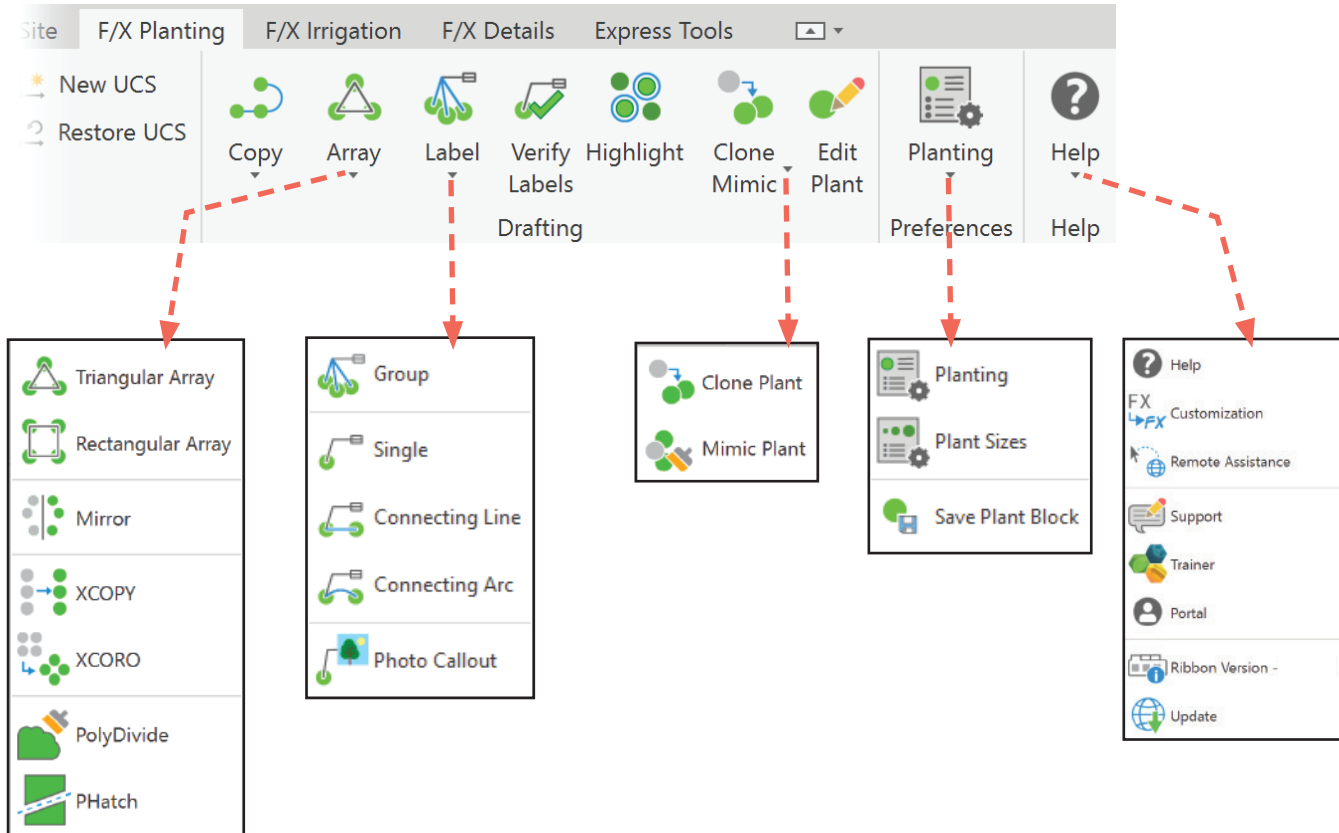 Site F/X Planting F/X Irrigation F/X Details Express Tools
New UCS
Restore UCS
Copy Array Label Verify Labels Highlight Clone Mimic Edit Plant Planting Help
Drafting Preferences Help
Triangular Array
Rectangular Array
Mirror
XCOPY
XCORO
PolyDivide
PHatch
Group
Single
Connecting Line
Connecting Arc
Photo Callout
Clone Plant
Mimic Plant
Planting
Plant Sizes
Save Plant Block
Help
FX
FX Customization
Remote Assistance
Support
Trainer
Portal
Ribbon Version -
Update